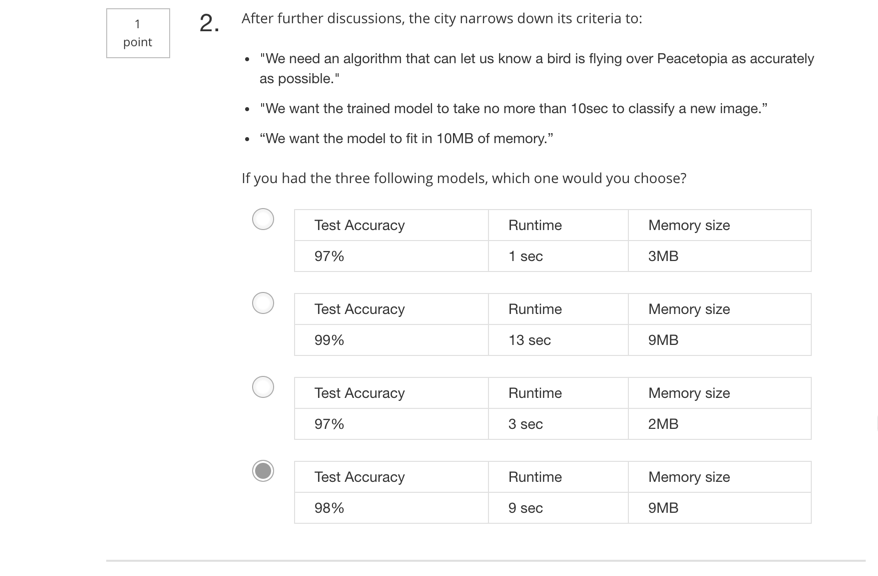 1
point
2. After further discussions, the city narrows down its criteria to:
• "We need an algorithm that can let us know a bird is flying over Peacetopia as accurately
as possible."
• "We want the trained model to take no more than 10sec to classify a new image.”
• “We want the model to fit in 10MB of memory.”
If you had the three following models, which one would you choose?
Test Accuracy Runtime Memory size
97% 1 sec 3MB
Test Accuracy Runtime Memory size
99% 13 sec 9MB
Test Accuracy Runtime Memory size
97% 3 sec 2MB
Test Accuracy Runtime Memory size
98% 9 sec 9MB